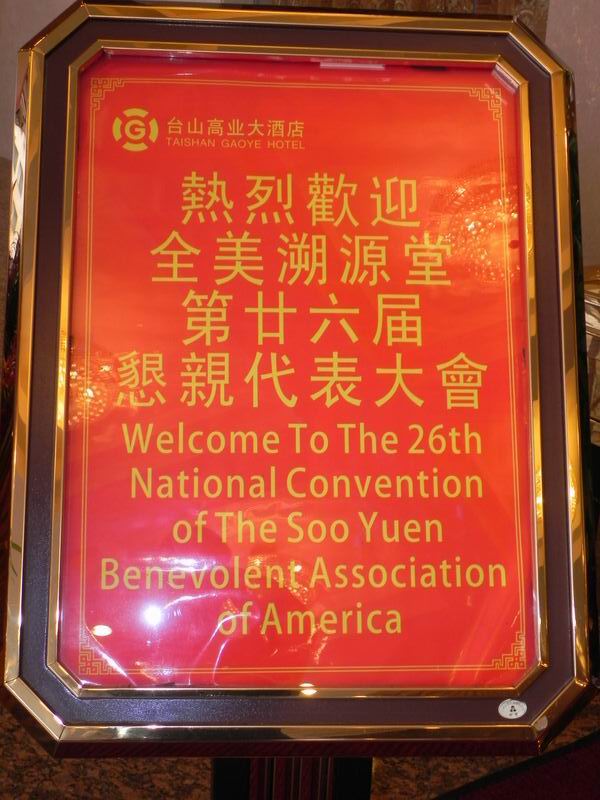 台山高业大酒店
TAISHAN GAOYE HOTEL
熱烈歡迎
全美溯源堂
第廿六届
懇親代表大會
Welcome To The 26th
National Convention
of The Soo Yuen
Benevolent Association
of America